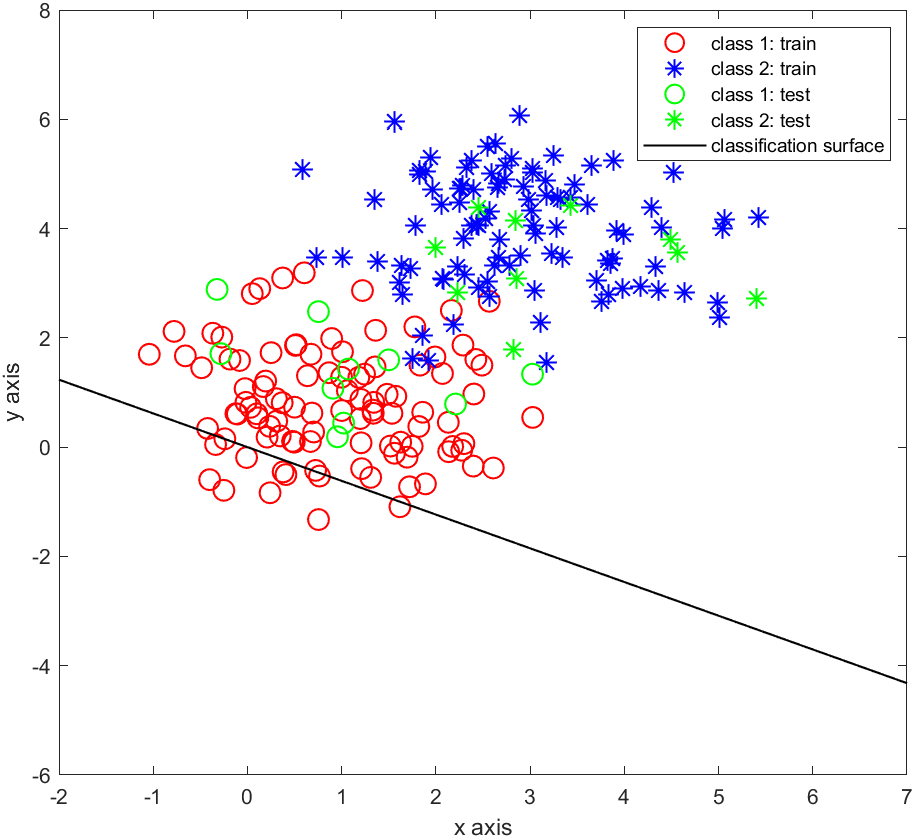 8
6
4
2
0
-2
-4
-6
-2 -1 0 1 2 3 4 5 6 7
x axis
y axis
class 1: train
class 2: train
class 1: test
class 2: test
classification surface